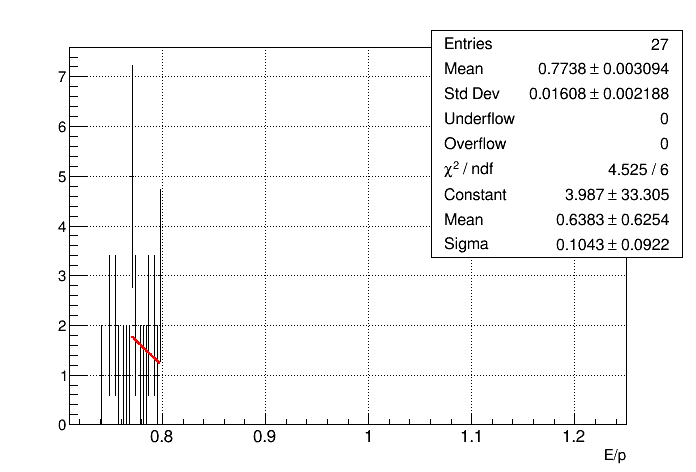 Entries 27
Mean 0.7738 ± 0.003094
Std Dev 0.01608 ± 0.002188
Underflow 0
Overflow 0
χ² / ndf 4.525 / 6
Constant 3.987 ± 33.305
Mean 0.6383 ± 0.6254
Sigma 0.1043 ± 0.0922
7
6
5
4
3
2
1
0
0.8 0.9 1 1.1 1.2
E/p